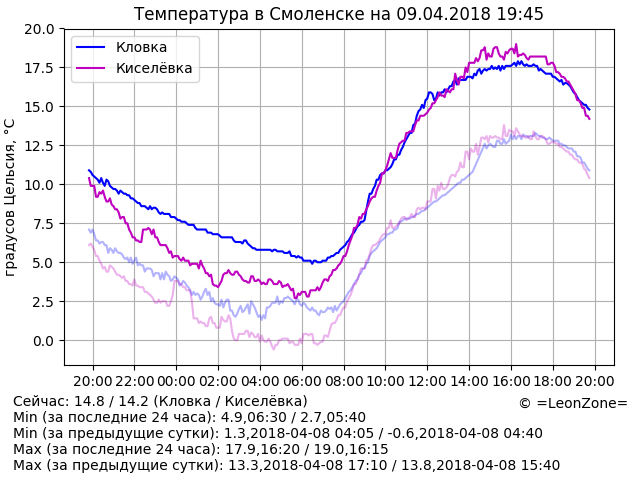 Температура в Смоленске на 09.04.2018 19:45
градусов Цельсия, °C
20.0
17.5
15.0
12.5
10.0
7.5
5.0
2.5
0.0
Кловка
Киселёвка
20:00 22:00 00:00 02:00 04:00 06:00 08:00 10:00 12:00 14:00 16:00 18:00 20:00
Сейчас: 14.8 / 14.2 (Кловка / Киселёвка)
© =LeonZone=
Min (за последние 24 часа): 4.9,06:30 / 2.7,05:40
Min (за предыдущие сутки): 1.3,2018-04-08 04:05 / -0.6,2018-04-08 04:40
Max (за последние 24 часа): 17.9,16:20 / 19.0,16:15
Max (за предыдущие сутки): 13.3,2018-04-08 17:10 / 13.8,2018-04-08 15:40